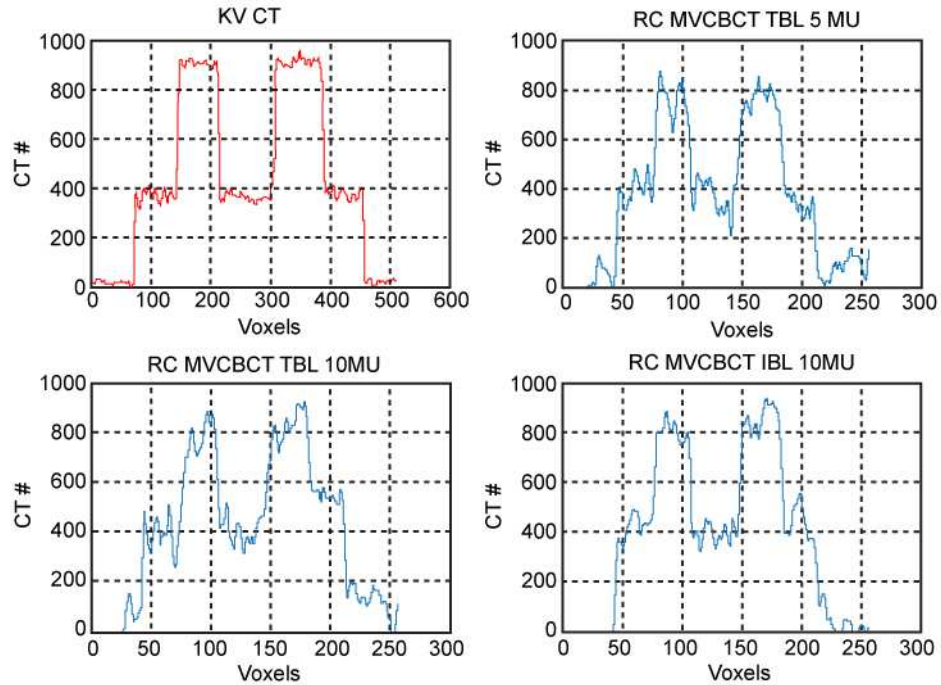 KV CT
1000
800
600
400
200
0
CT #
0 100 200 300 400 500 600
Voxels
RC MVCBCT TBL 5 MU
1000
800
600
400
200
0
CT #
0 50 100 150 200 250 300
Voxels
RC MVCBCT TBL 10MU
1000
800
600
400
200
0
CT #
0 50 100 150 200 250 300
Voxels
RC MVCBCT IBL 10MU
1000
800
600
400
200
0
CT #
0 50 100 150 200 250 300
Voxels